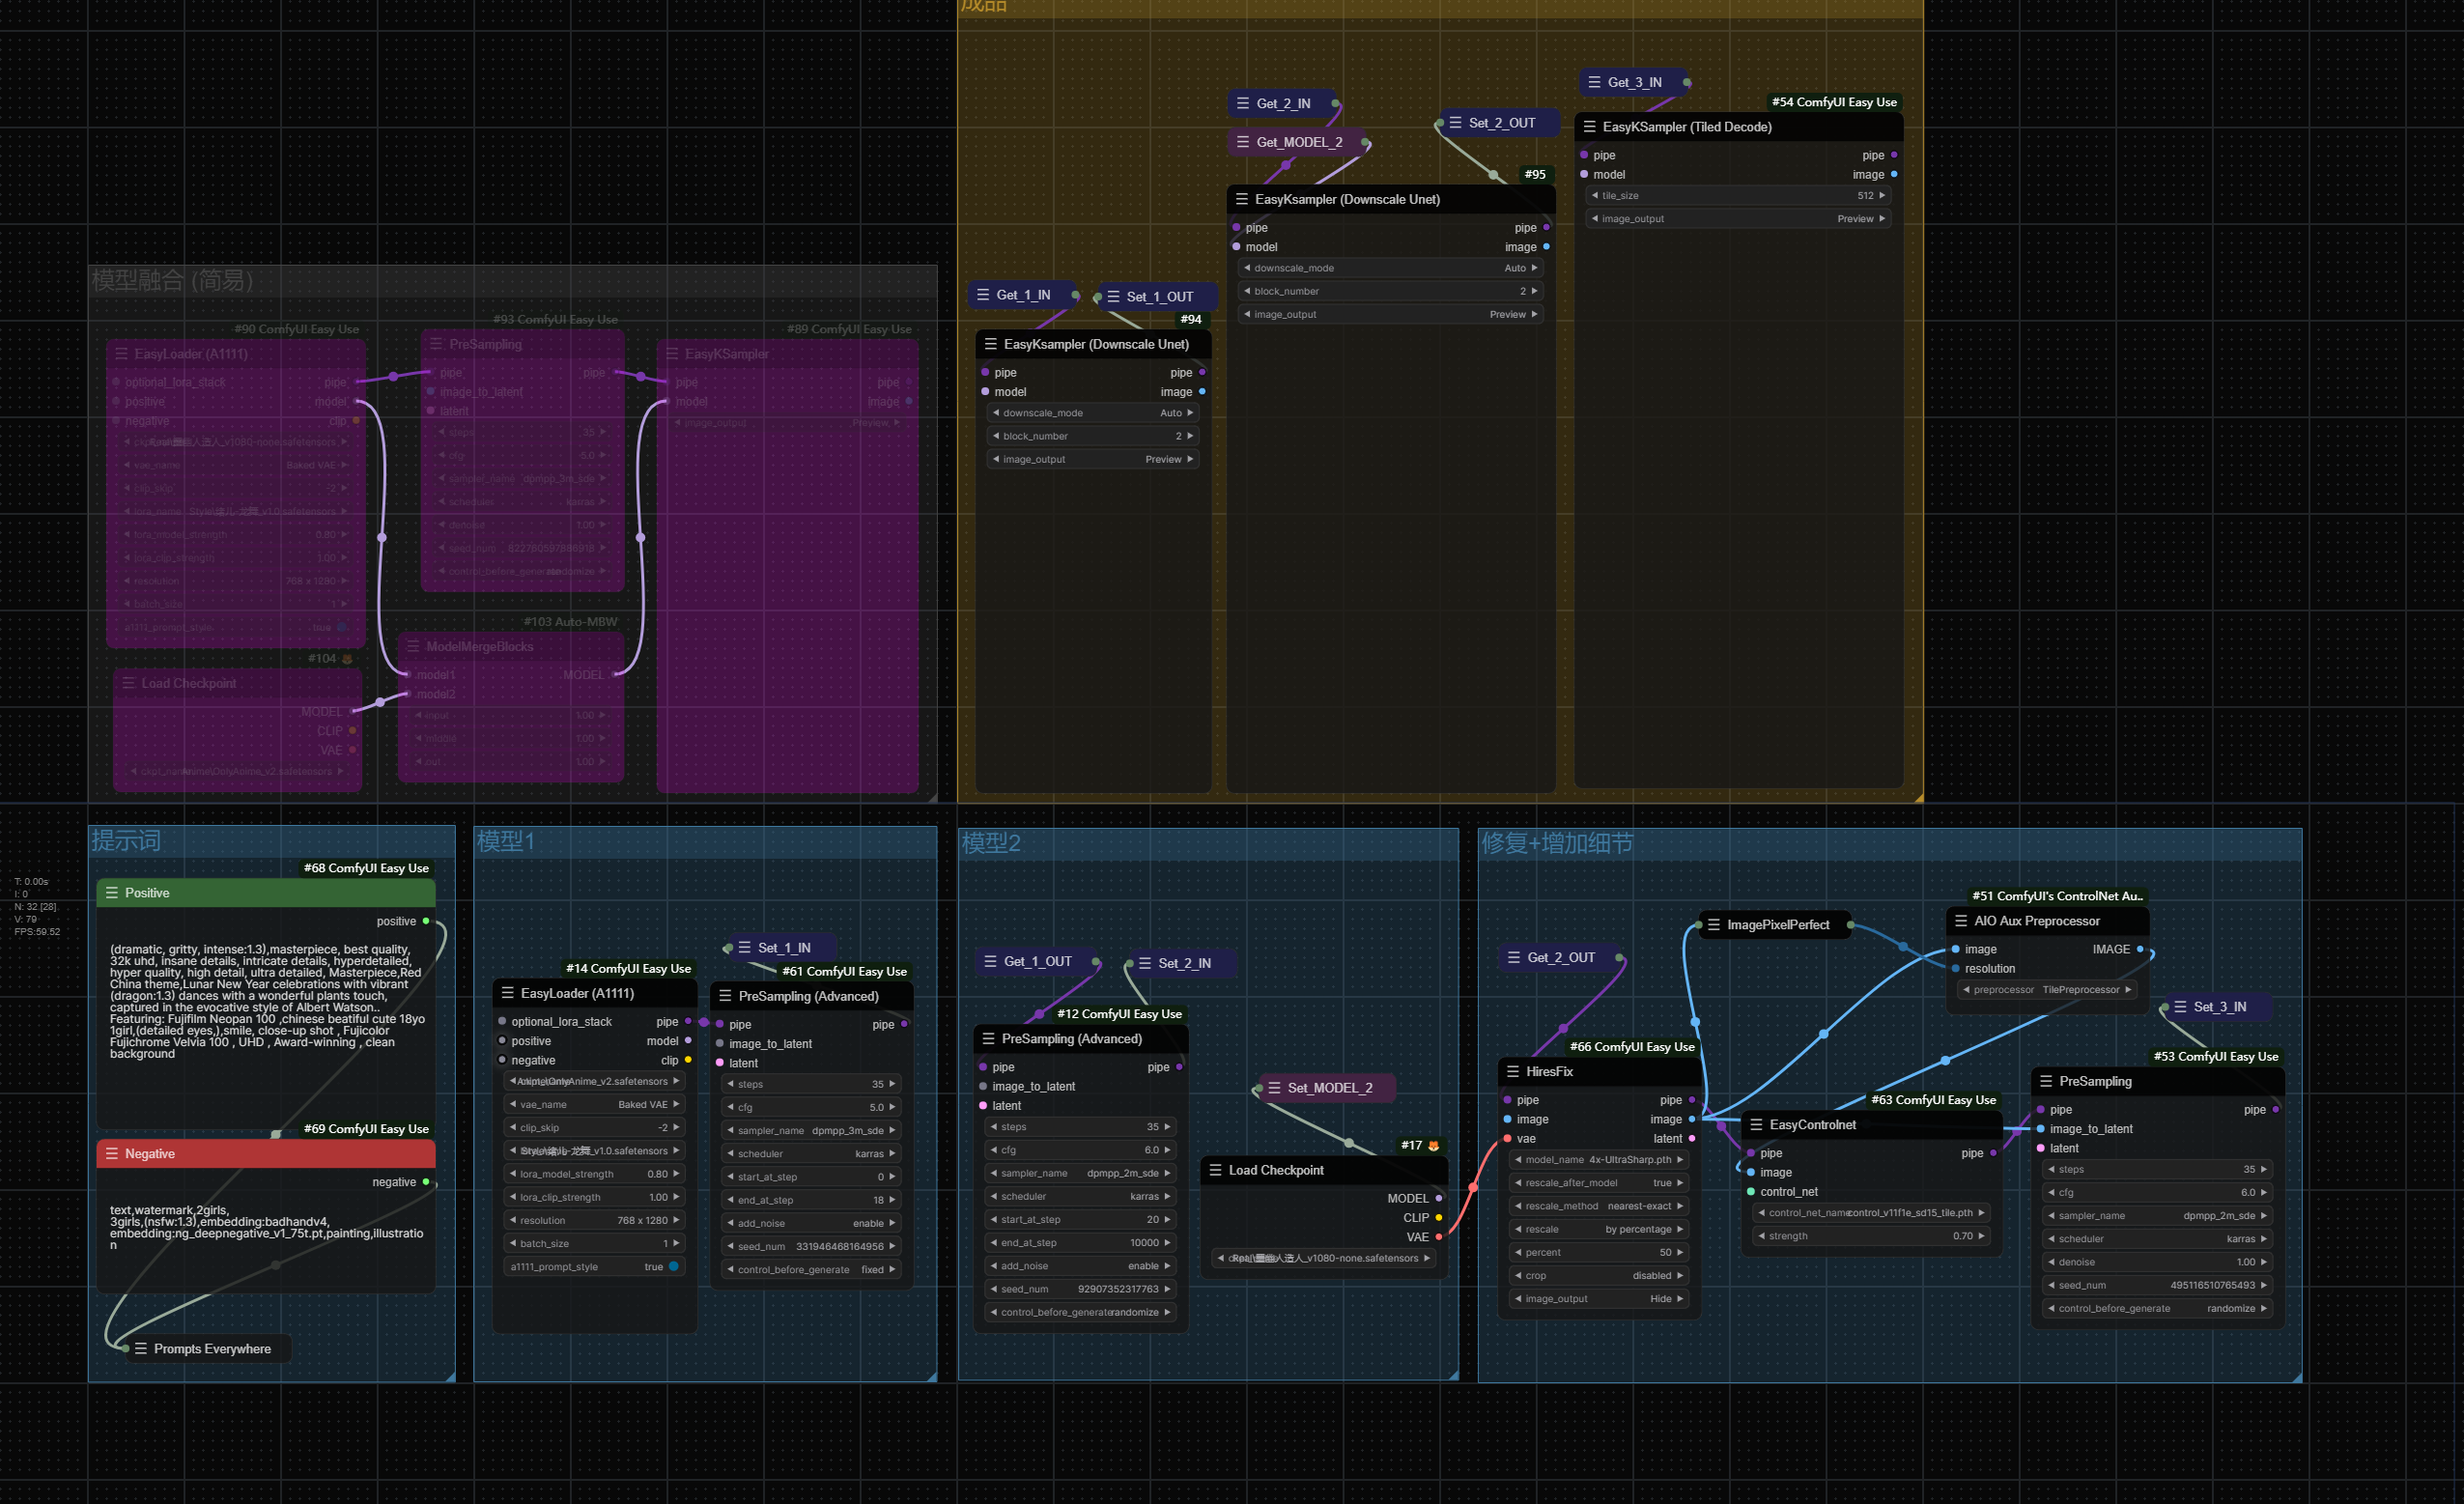 成品
Get_3_IN
#54 ComfyUI Easy Use
EasyKSampler (Tiled Decode)
pipe pipe
model image
tile_size 512
image_output Preview
Get_2_IN
Get_MODEL_2
Set_2_OUT
#95
EasyKsampler (Downscale Unet)
pipe pipe
model image
downscale_mode Auto
block_number 2
image_output Preview
Get_1_IN
Set_1_OUT
#94
EasyKsampler (Downscale Unet)
pipe pipe
model image
downscale_mode Auto
block_number 2
image_output Preview
模型融合 (简易)
#90 ComfyUI Easy Use
EasyLoader (A1111)
optional_lora_stack pipe
positive model
negative clip
人造人_v1080-none.safetensors
vae_name Baked VAE
clip_skip -2
lora_name
龙舞_v1.0.safetensors
lora_model_strength 0.80
lora_clip_strength 1.00
resolution 768 x 1280
batch_size 1
a1111_prompt_style true
#93 ComfyUI Easy Use
PreSampling
pipe pipe
image_to_latent
latent
steps 35
cfg 5.0
sampler_name dpmpp_3m_sde
scheduler karras
denoise 1.00
seed_num 822760597886918
control_before_generate randomize
#89 ComfyUI Easy Use
EasyKSampler
pipe pipe
model image
image_output Preview
#104
Load Checkpoint
MODEL
CLIP
VAE
OnlyAnime_v2.safetensors
#103 Auto-MBW
ModelMergeBlocks
model1 MODEL
model2
input 1.00
middle 1.00
out 1.00
T: 0.00s
I: 0
N: 32 [28]
V: 79
FPS:59.52
提示词
#68 ComfyUI Easy Use
Positive
positive
(dramatic, gritty, intense:1.3),masterpiece, best quality,
32k uhd, insane details, intricate details, hyperdetailed,
hyper quality, high detail, ultra detailed, Masterpiece,Red
China theme,Lunar New Year celebrations with vibrant
(dragon:1.3) dances with a wonderful plants touch,
captured in the evocative style of Albert Watson..
Featuring: Fujifilm Neopan 100 ,chinese beatiful cute 18yo
1girl,(detailed eyes,),smile, close-up shot , Fujicolor
Fujichrome Velvia 100 , UHD , Award-winning , clean
background
#69 ComfyUI Easy Use
Negative
negative
text,watermark,2girls,
3girls,(nsfw:1.3),embedding:badhandv4,
embedding:ng_deepnegative_v1_75t.pt,painting,illustratio
n
Prompts Everywhere
模型1
Set_1_IN
#14 ComfyUI Easy Use
EasyLoader (A1111)
optional_lora_stack pipe
positive model
negative clip
OnlyAnime_v2.safetensors
vae_name Baked VAE
clip_skip -2
龙舞_v1.0.safetensors
lora_model_strength 0.80
lora_clip_strength 1.00
resolution 768 x 1280
batch_size 1
a1111_prompt_style true
#61 ComfyUI Easy Use
PreSampling (Advanced)
pipe pipe
image_to_latent
latent
steps 35
cfg 5.0
sampler_name dpmpp_3m_sde
scheduler karras
start_at_step 0
end_at_step 18
add_noise enable
seed_num 331946468164956
control_before_generate fixed
模型2
Get_1_OUT
Set_2_IN
#12 ComfyUI Easy Use
PreSampling (Advanced)
pipe pipe
image_to_latent
latent
steps 35
cfg 6.0
sampler_name dpmpp_2m_sde
scheduler karras
start_at_step 20
end_at_step 10000
add_noise enable
seed_num 92907352317763
control_before_generate randomize
Set_MODEL_2
#17
Load Checkpoint
MODEL
CLIP
VAE
人造人_v1080-none.safetensors
修复+增加细节
Get_2_OUT
#66 ComfyUI Easy Use
HiresFix
pipe pipe
image image
vae latent
model_name 4x-UltraSharp.pth
rescale_after_model true
rescale_method nearest-exact
rescale by percentage
percent 50
crop disabled
image_output Hide
ImagePixelPerfect
#51 ComfyUI's ControlNet Au..
AIO Aux Preprocessor
image IMAGE
resolution
preprocessor TilePreprocessor
#63 ComfyUI Easy Use
EasyControlnet
pipe pipe
image
control_net
control_net_name control_v11f1e_sd15_tile.pth
strength 0.70
Set_3_IN
#53 ComfyUI Easy Use
PreSampling
pipe pipe
image_to_latent
latent
steps 35
cfg 6.0
sampler_name dpmpp_2m_sde
scheduler karras
denoise 1.00
seed_num 495116510765493
control_before_generate randomize